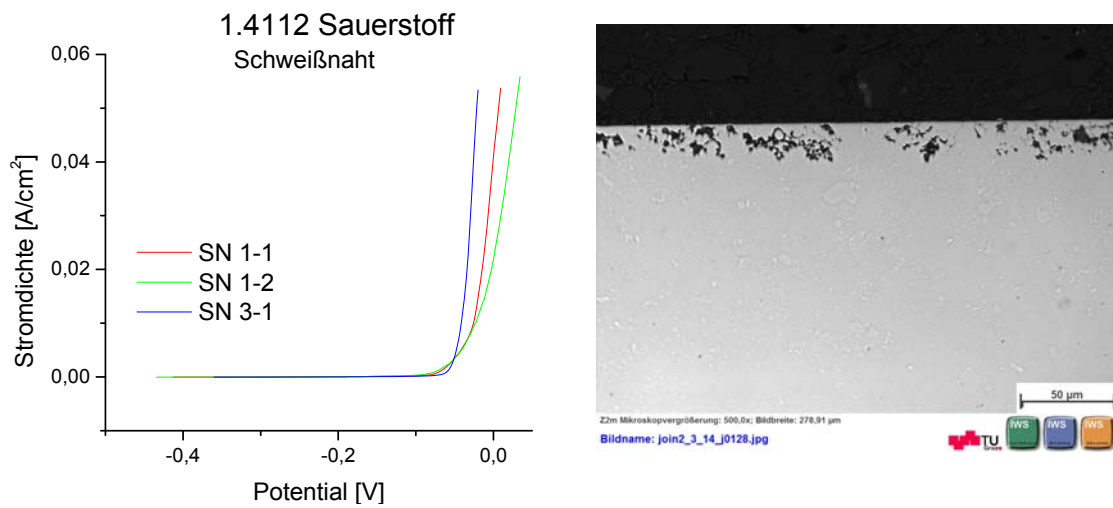 1.4112 Sauerstoff
Schweißnaht
0,06
0,04
0,02
0,00
Stromdichte [A/cm²]
SN 1-1
SN 1-2
SN 3-1
-0,4
-0,2
0,0
Potential [V]
50 µm
Z2m Mikroskopvergrößerung: 500,0x; Bildbreite: 278,91 µm
Bildname: join2_3_14_j0128.jpg
TU
IWS
IWS
IWS